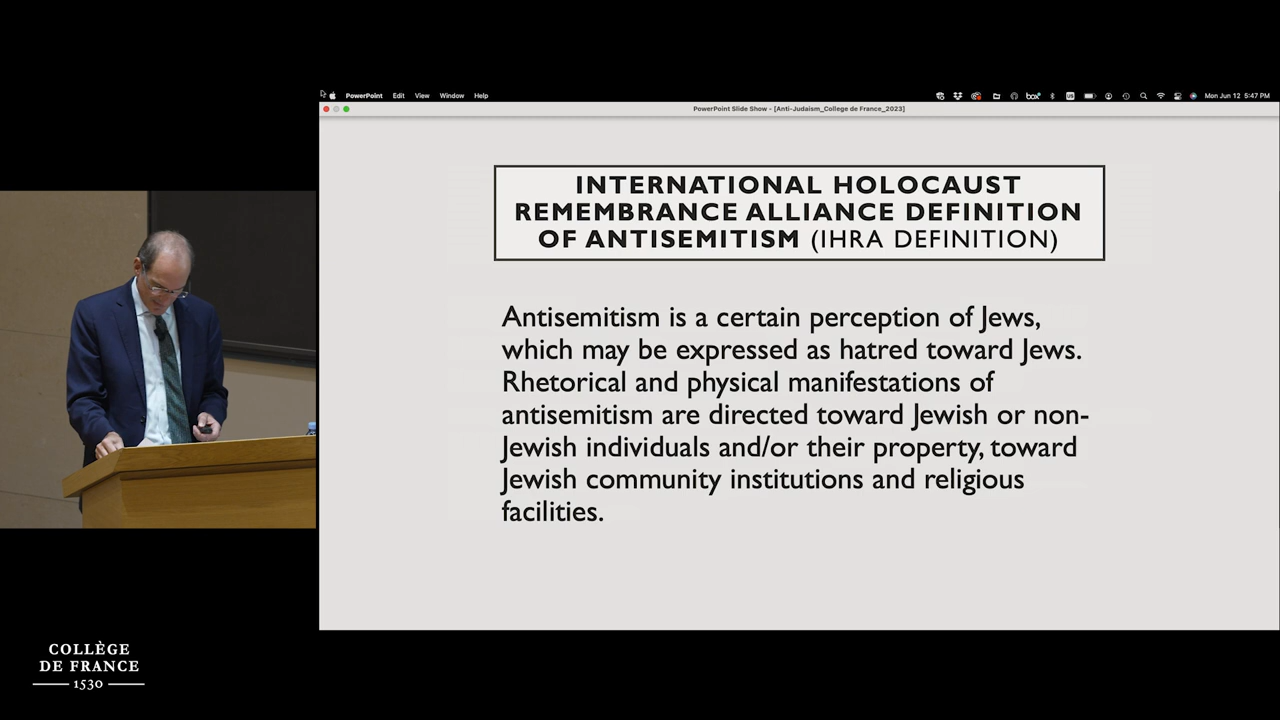 PowerPoint Edit View Window Help
box
Mon Jun 12 5:47 PM
PowerPoint Slide Show - [Anti-Judaism_College de France_2023]
INTERNATIONAL HOLOCAUST
REMEMBRANCE ALLIANCE DEFINITION
OF ANTISEMITISM (IHRA DEFINITION)
Antisemitism is a certain perception of Jews,
which may be expressed as hatred toward Jews.
Rhetorical and physical manifestations of
antisemitism are directed toward Jewish or non-
Jewish individuals and/or their property, toward
Jewish community institutions and religious
facilities.
COLLÈGE
DE FRANCE
1530